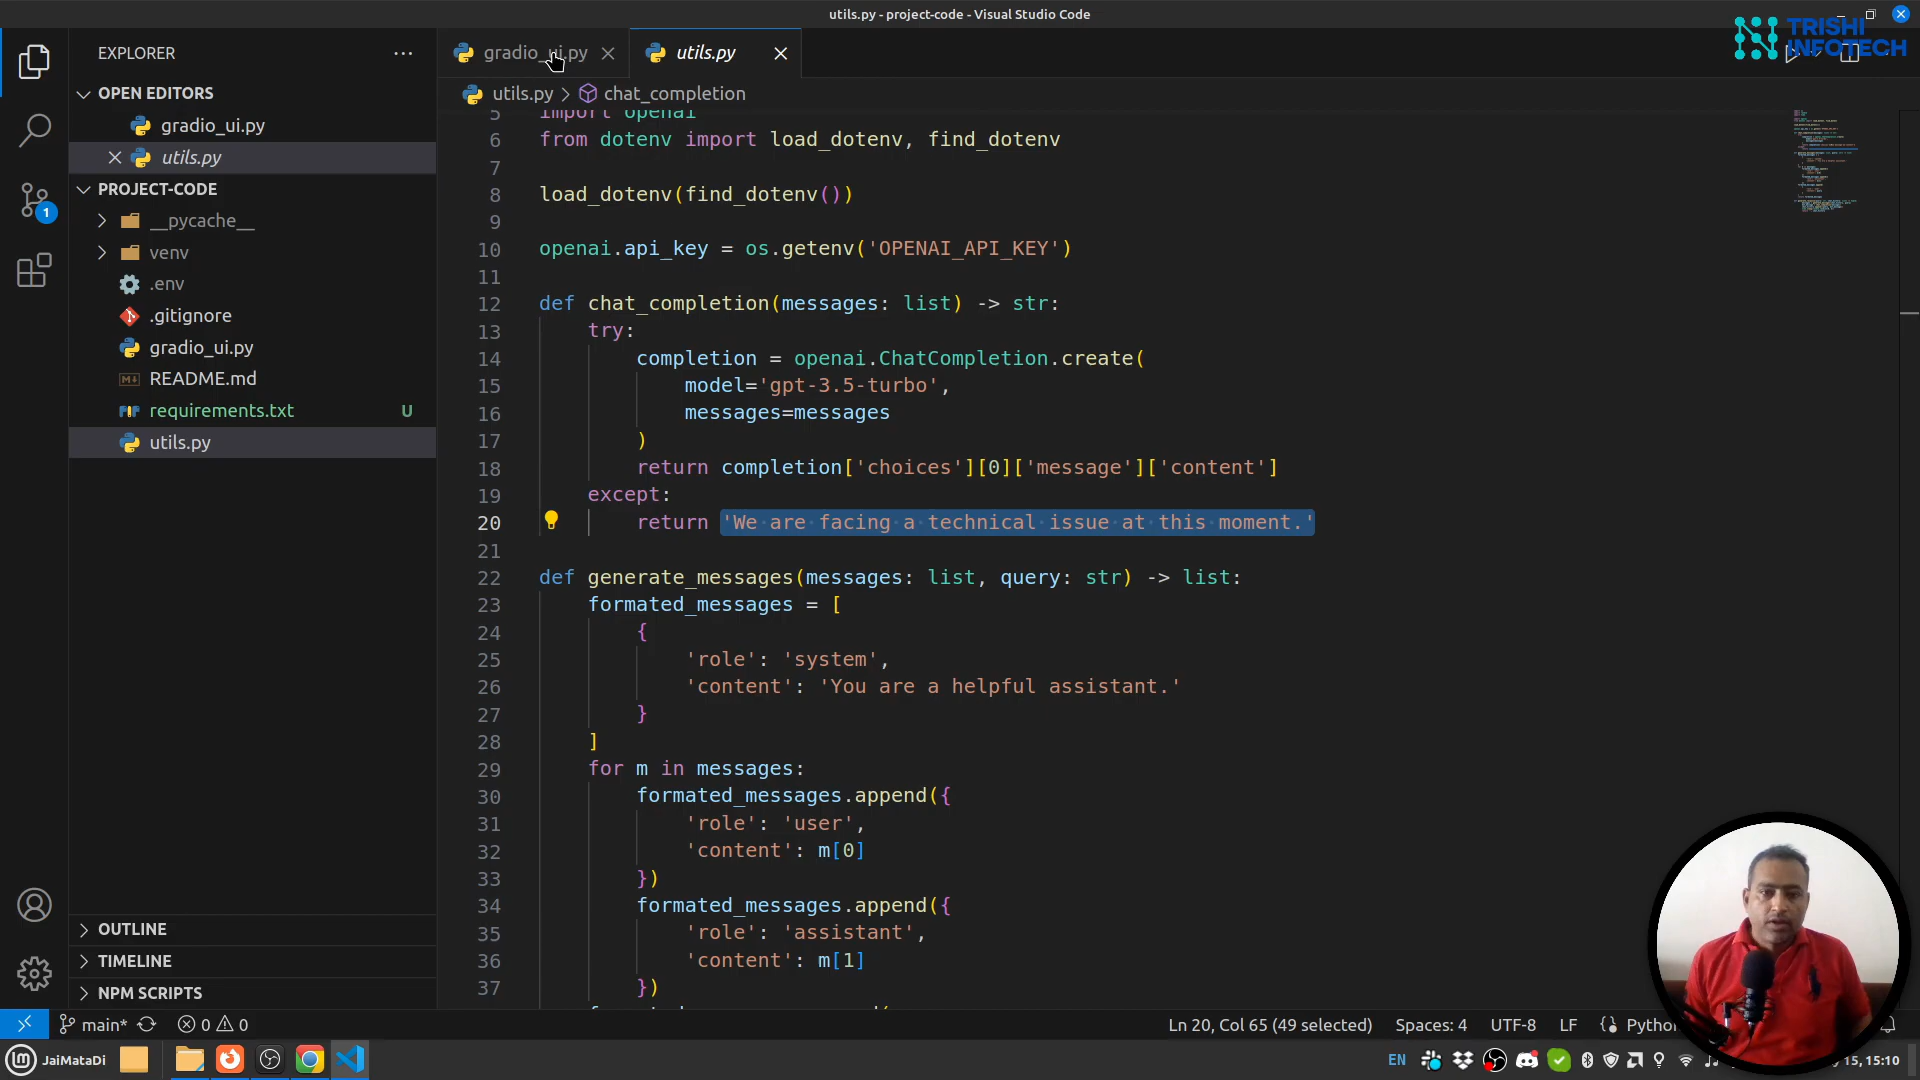 utils.py - project-code - Visual Studio Code
TRISHI
INFOTECH
EXPLORER
gradio_ui.py
utils.py
OPEN EDITORS
gradio_ui.py
utils.py
PROJECT-CODE
__pycache__
venv
.env
.gitignore
gradio_ui.py
README.md
requirements.txt U
utils.py
OUTLINE
TIMELINE
NPM SCRIPTS
utils.py > chat_completion
5 import openai
6 from dotenv import load_dotenv, find_dotenv
7
8 load_dotenv(find_dotenv())
9
10 openai.api_key = os.getenv('OPENAI_API_KEY')
11
12 def chat_completion(messages: list) -> str:
13 try:
14 completion = openai.ChatCompletion.create(
15 model='gpt-3.5-turbo',
16 messages=messages
17 )
18 return completion['choices'][0]['message']['content']
19 except:
20 return 'We are facing a technical issue at this moment.'
21
22 def generate_messages(messages: list, query: str) -> list:
23 formated_messages = [
24 {
25 'role': 'system',
26 'content': 'You are a helpful assistant.'
27 }
28 ]
29 for m in messages:
30 formated_messages.append({
31 'role': 'user',
32 'content': m[0]
33 })
34 formated_messages.append({
35 'role': 'assistant',
36 'content': m[1]
37 })
1
main* 0 0
Ln 20, Col 65 (49 selected) Spaces: 4 UTF-8 LF
JaiMataDi
EN
15, 15:10